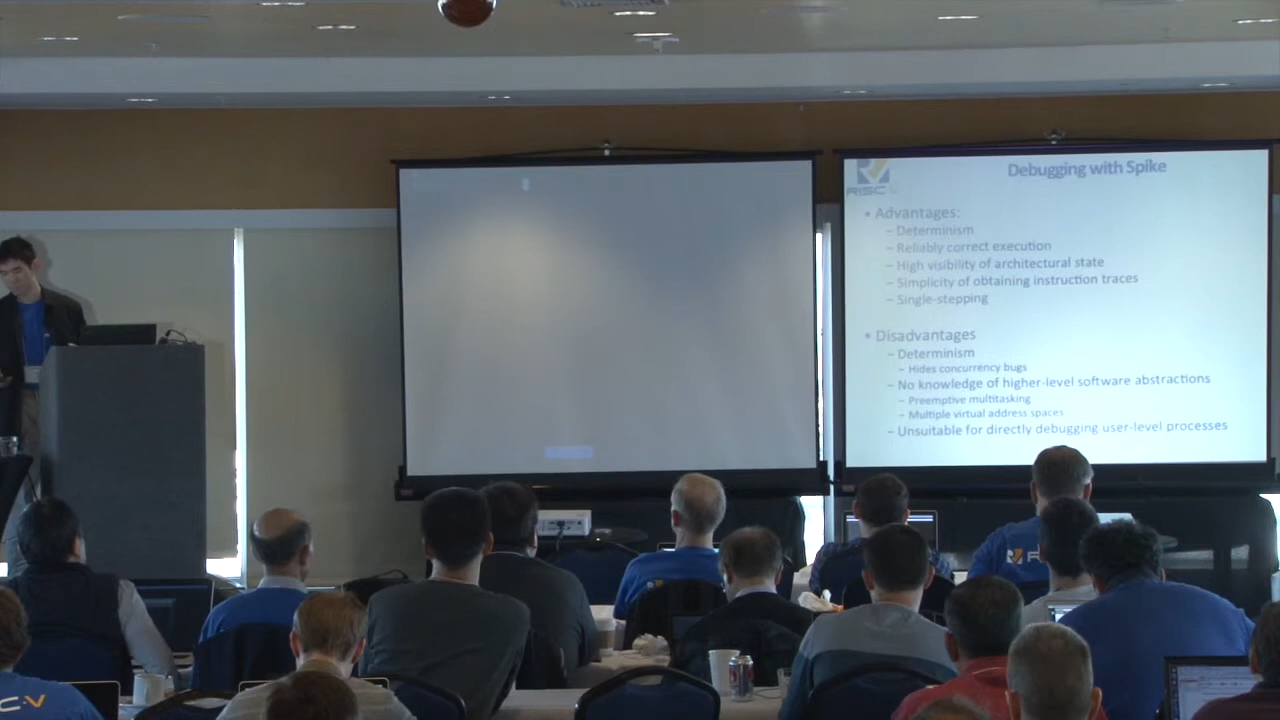 Debugging with Spike
RISC-V
• Advantages:
– Determinism
– Reliably correct execution
– High visibility of architectural state
– Simplicity of obtaining instruction traces
– Single-stepping
• Disadvantages
– Determinism
– Hides concurrency bugs
– No knowledge of higher-level software abstractions
– Preemptive multitasking
– Multiple virtual address spaces
– Unsuitable for directly debugging user-level processes